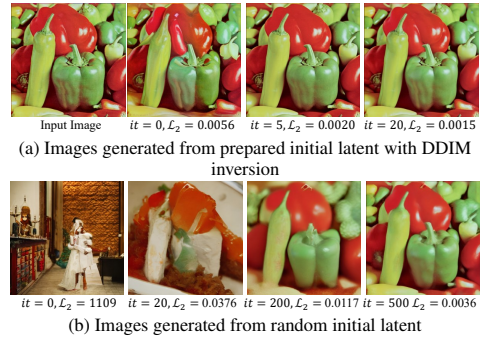 Input Image
it = 0, ℒ₂ = 0.0056
it = 5, ℒ₂ = 0.0020
it = 20, ℒ₂ = 0.0015
(a) Images generated from prepared initial latent with DDIM
inversion
it = 0, ℒ₂ = 1109
it = 20, ℒ₂ = 0.0376
it = 200, ℒ₂ = 0.0117
it = 500 ℒ₂ = 0.0036
(b) Images generated from random initial latent